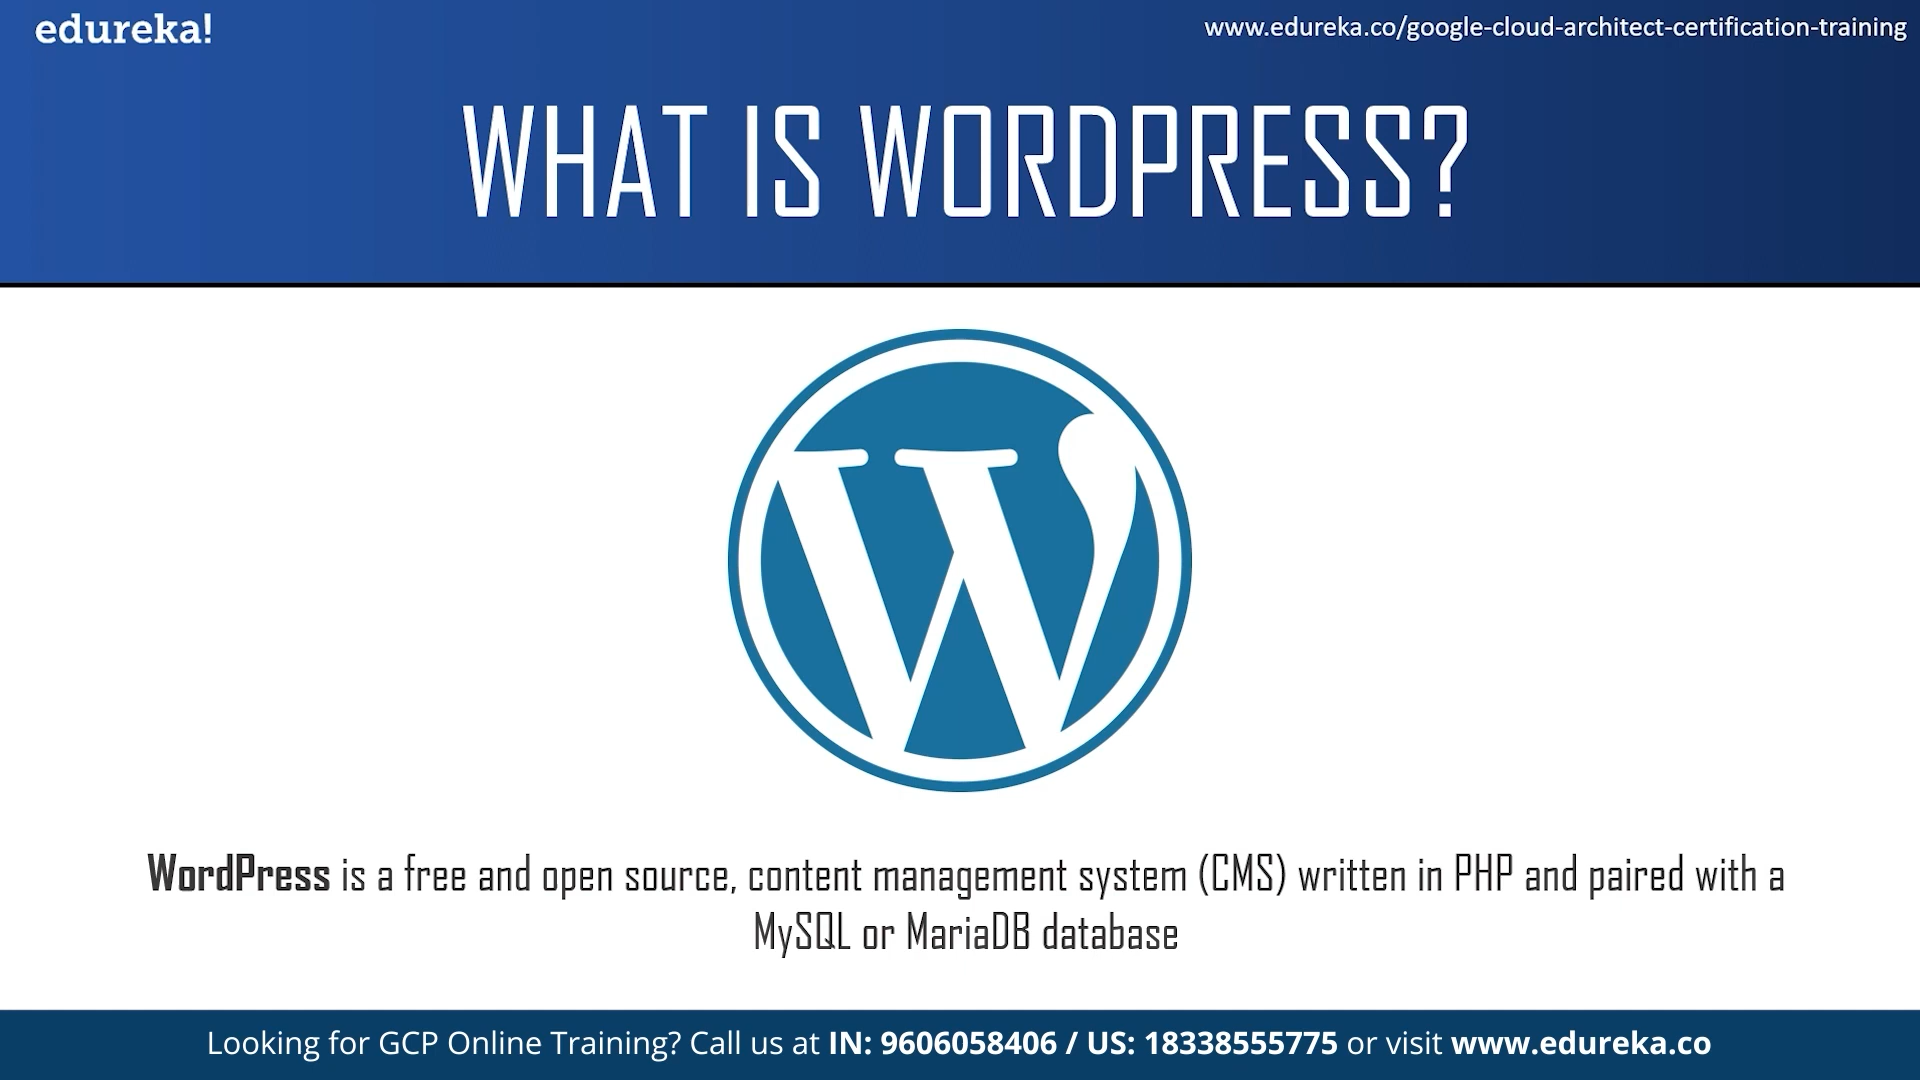 edureka!
www.edureka.co/google-cloud-architect-certification-training
WHAT IS WORDPRESS?
W
WordPress is a free and open source, content management system (CMS) written in PHP and paired with a
MySQL or MariaDB database
Looking for GCP Online Training? Call us at IN: 9606058406 / US: 18338555775 or visit www.edureka.co